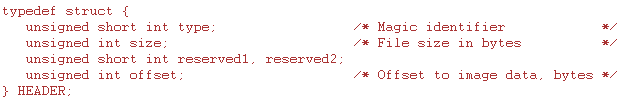 typedef struct {
   unsigned short int type;                 /* Magic identifier            */
   unsigned int size;                       /* File size in bytes          */
   unsigned short int reserved1, reserved2;
   unsigned int offset;                     /* Offset to image data, bytes */
} HEADER;